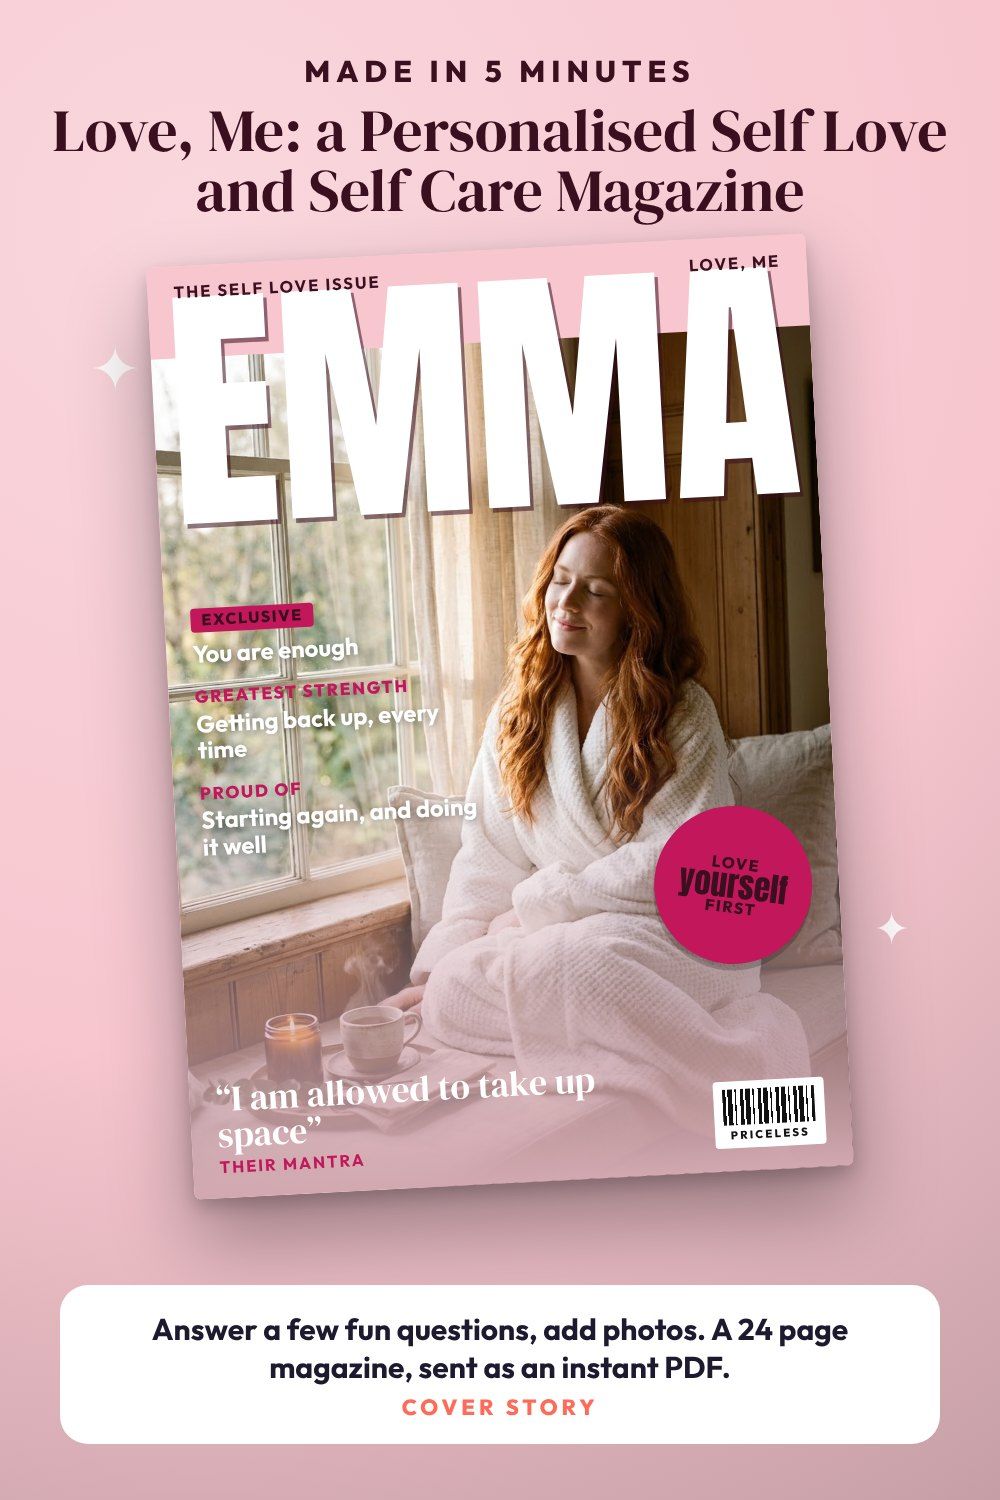 MADE IN 5 MINUTES
Love, Me: a Personalised Self Love
and Self Care Magazine
THE SELF LOVE ISSUE
LOVE, ME
EMMA
EXCLUSIVE
You are enough
GREATEST STRENGTH
Getting back up, every
time
PROUD OF
Starting again, and doing
it well
LOVE
yourself
FIRST
“I am allowed to take up
space”
THEIR MANTRA
PRICELESS
Answer a few fun questions, add photos. A 24 page
magazine, sent as an instant PDF.
COVER STORY